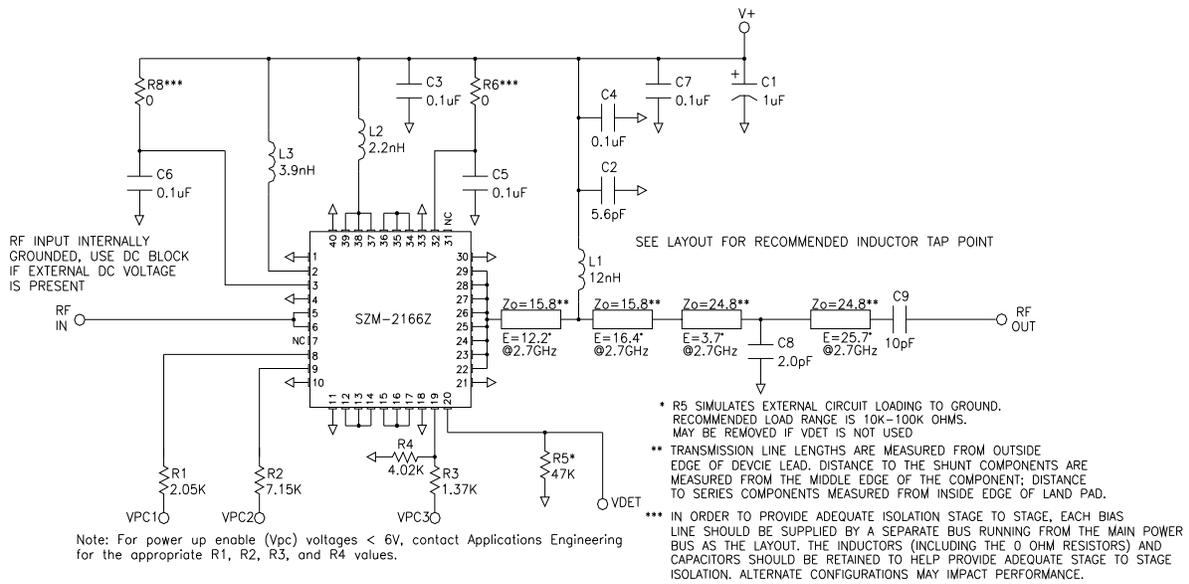 V+
R8***
0
C3
0.1uF
R6***
0
C7
0.1uF
C1
+
1uF
C4
0.1uF
L2
2.2nH
L3
3.9nH
C6
0.1uF
C5
0.1uF
C2
5.6pF
RF INPUT INTERNALLY
GROUNDED, USE DC BLOCK
IF EXTERNAL DC VOLTAGE
IS PRESENT
SEE LAYOUT FOR RECOMMENDED INDUCTOR TAP POINT
40 39 38 37 36 35 34 33 32 31 NC
1
2
3
4
5
6
NC 7
8
9
10
SZM-2166Z
30
29
28
27
26
25
24
23
22
21
11 12 13 14 15 16 17 18 19 20
RF
IN
L1
12nH
Zo=15.8** Zo=15.8** Zo=24.8** Zo=24.8**
E=12.2°
@2.7GHz
E=16.4°
@2.7GHz
E=3.7°
@2.7GHz
E=25.7°
@2.7GHz
C8
2.0pF
C9
10pF
RF
OUT
R4
4.02K
R3
1.37K
R5*
47K
R1
2.05K
R2
7.15K
VPC1
VPC2
VPC3
VDET
* R5 SIMULATES EXTERNAL CIRCUIT LOADING TO GROUND.
RECOMMENDED LOAD RANGE IS 10K-100K OHMS.
MAY BE REMOVED IF VDET IS NOT USED
** TRANSMISSION LINE LENGTHS ARE MEASURED FROM OUTSIDE
EDGE OF DEVCIE LEAD. DISTANCE TO THE SHUNT COMPONENTS ARE
MEASURED FROM THE MIDDLE EDGE OF THE COMPONENT; DISTANCE
TO SERIES COMPONENTS MEASURED FROM INSIDE EDGE OF LAND PAD.
*** IN ORDER TO PROVIDE ADEQUATE ISOLATION STAGE TO STAGE, EACH BIAS
LINE SHOULD BE SUPPLIED BY A SEPARATE BUS RUNNING FROM THE MAIN POWER
BUS AS THE LAYOUT. THE INDUCTORS (INCLUDING THE 0 OHM RESISTORS) AND
CAPACITORS SHOULD BE RETAINED TO HELP PROVIDE ADEQUATE STAGE TO STAGE
ISOLATION. ALTERNATE CONFIGURATIONS MAY IMPACT PERFORMANCE.
Note: For power up enable (Vpc) voltages < 6V, contact Applications Engineering
for the appropriate R1, R2, R3, and R4 values.